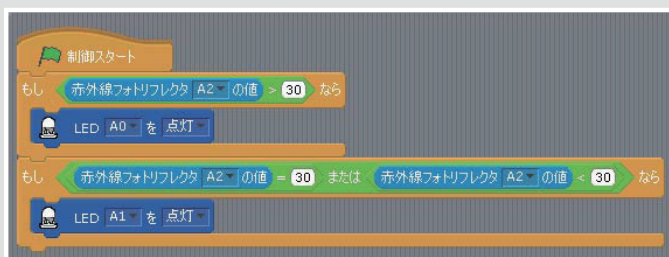 制御スタート
もし 赤外線フォトリフレクタ A2 の値 > 30 なら
LED A0 を 点灯
もし 赤外線フォトリフレクタ A2 の値 = 30 または 赤外線フォトリフレクタ A2 の値 < 30 なら
LED A1 を 点灯